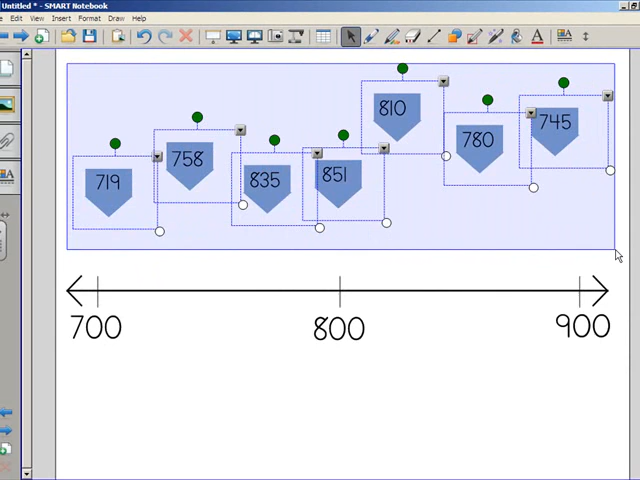 Untitled * - SMART Notebook
Edit View Insert Format Draw Help
810
745
780
758
851
835
719
700 800 900